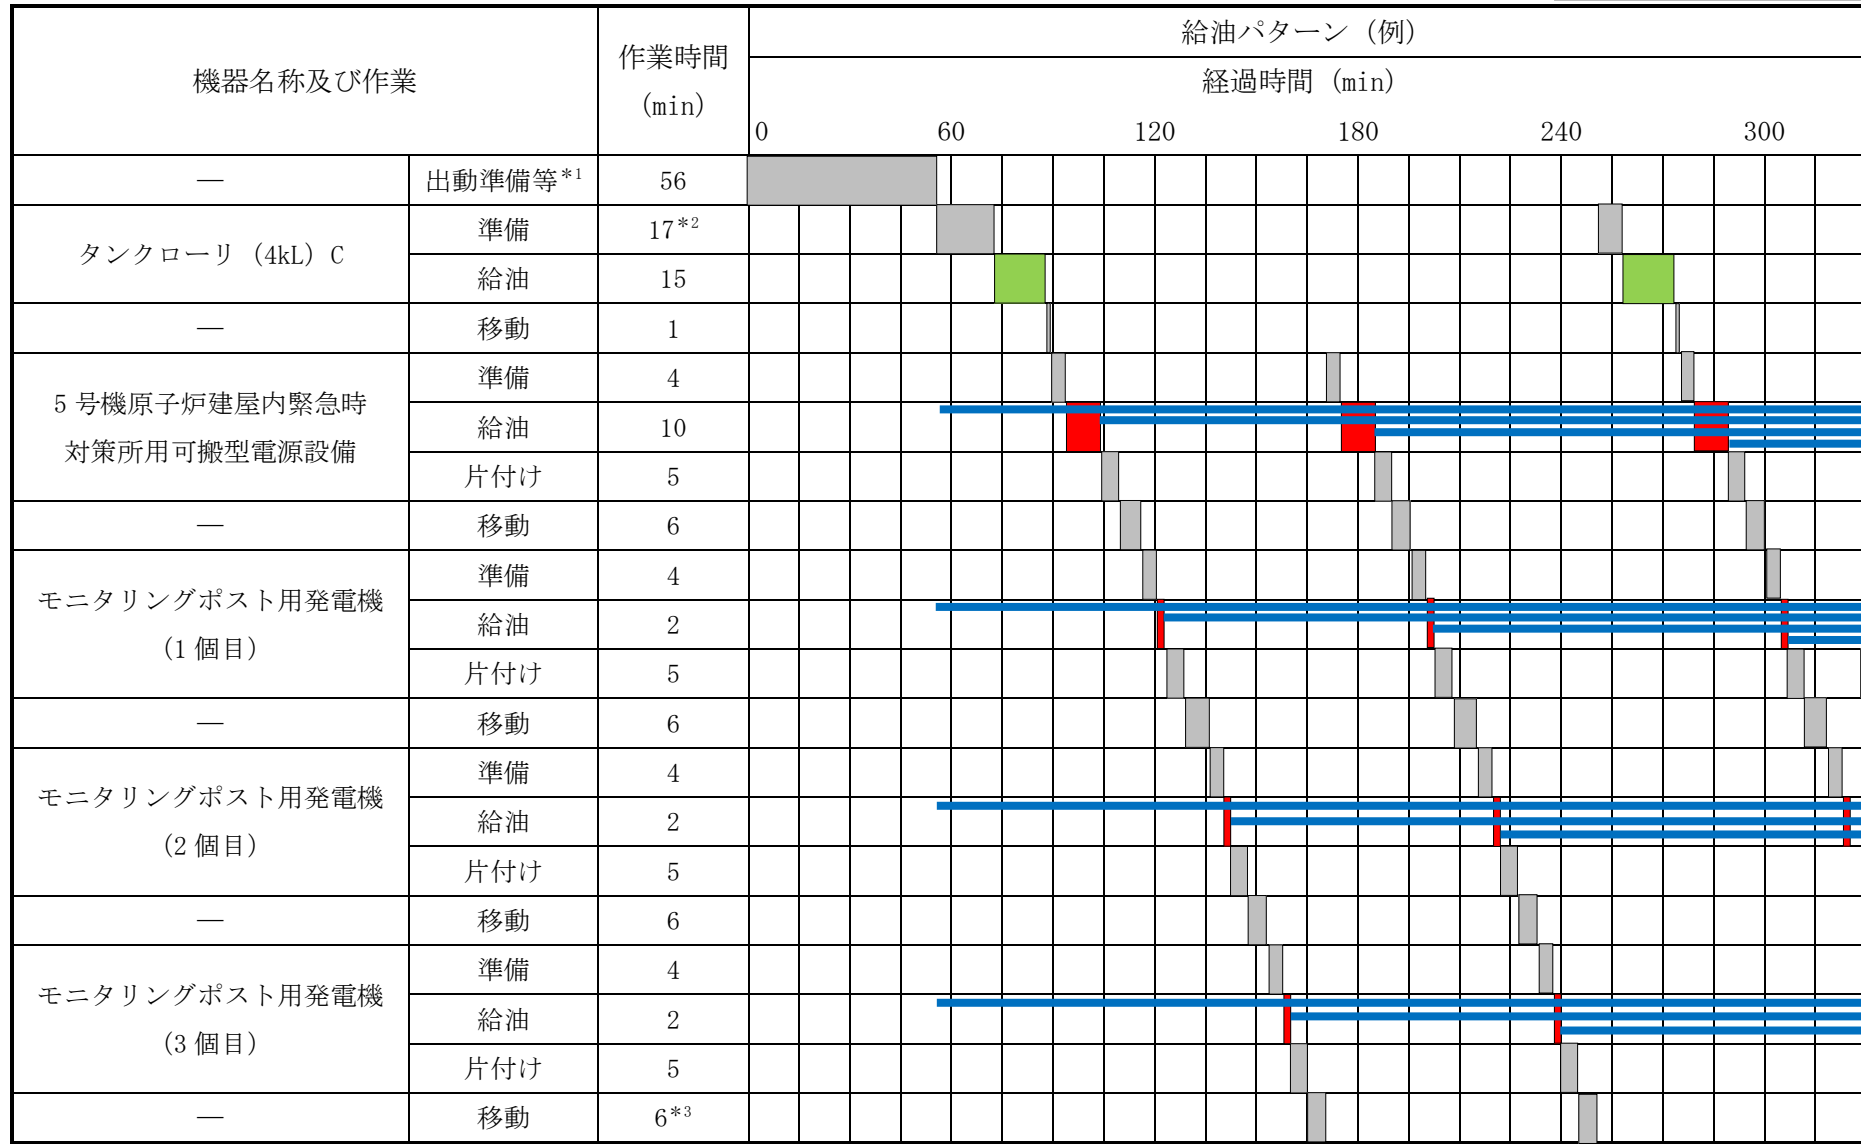 機器名称及び作業
作業時間
(min)
給油パターン（例）
経過時間 (min)
0 60 120 180 240 300
― 出動準備等*1 56
タンクローリ（4kL）C
準備 17*2
給油 15
― 移動 1
5 号機原子炉建屋内緊急時
対策所用可搬型電源設備
準備 4
給油 10
片付け 5
― 移動 6
モニタリングポスト用発電機
（1 個目）
準備 4
給油 2
片付け 5
― 移動 6
モニタリングポスト用発電機
（2 個目）
準備 4
給油 2
片付け 5
― 移動 6
モニタリングポスト用発電機
（3 個目）
準備 4
給油 2
片付け 5
― 移動 6*3